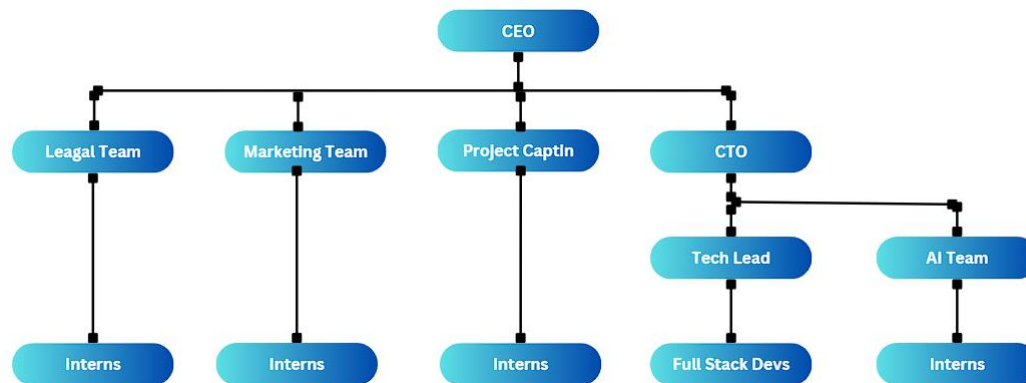 CEO
Leagal Team
Marketing Team
Project Captin
CTO
Tech Lead
AI Team
Interns
Interns
Interns
Full Stack Devs
Interns